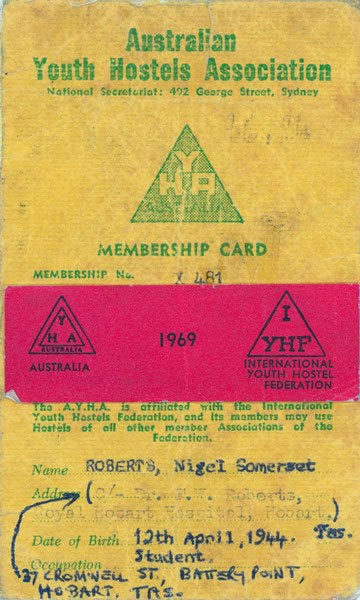 Australian
Youth Hostels Association
National Secretariat: 492 George Street, Sydney
Y
H A
AUSTRALIA
MEMBERSHIP CARD
MEMBERSHIP No. X 481
Y
H A
AUSTRALIA
AUSTRALIA
1969
I
YHF
INTERNATIONAL
YOUTH HOSTEL
FEDERATION
The A.Y.H.A. is affiliated with the International
Youth Hostels Federation, and its members may use
Hostels of all other member Associations of the
Federation.
Name ROBERTS, Nigel Somerset
Address (C/- Dr. Roberts,
Royal Hobart Hospital, Hobart.) Tas.
Date of Birth 12th April, 1944.
Occupation Student.
37 CROMWELL ST, BATTERY POINT,
HOBART. TAS.